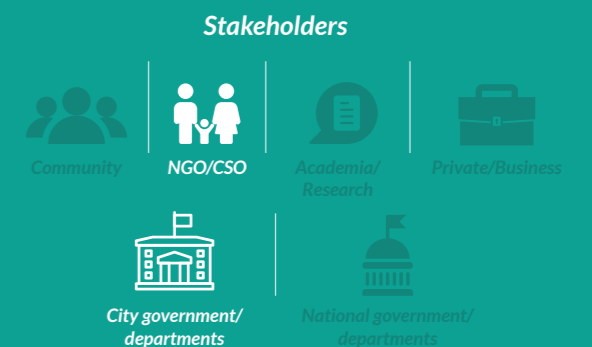 Stakeholders
Community
NGO/CSO
Academia/
Research
Private/Business
City government/
departments
National government/
departments